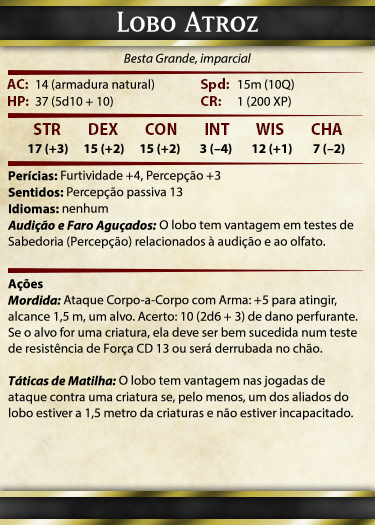 Lobo Atroz
Besta Grande, imparcial
AC: 14 (armadura natural) Spd: 15m (10Q)
HP: 37 (5d10 + 10) CR: 1 (200 XP)
STR DEX CON INT WIS CHA
17 (+3) 15 (+2) 15 (+2) 3 (–4) 12 (+1) 7 (–2)
Perícias: Furtividade +4, Percepção +3
Sentidos: Percepção passiva 13
Idiomas: nenhum
Audição e Faro Aguçados: O lobo tem vantagem em testes de
Sabedoria (Percepção) relacionados à audição e ao olfato.
Ações
Mordida: Ataque Corpo-a-Corpo com Arma: +5 para atingir,
alcance 1,5 m, um alvo. Acerto: 10 (2d6 + 3) de dano perfurante.
Se o alvo for uma criatura, ela deve ser bem sucedida num teste
de resistência de Força CD 13 ou será derrubada no chão.
Táticas de Matilha: O lobo tem vantagem nas jogadas de
ataque contra uma criatura se, pelo menos, um dos aliados do
lobo estiver a 1,5 metro da criaturas e não estiver incapacitado.